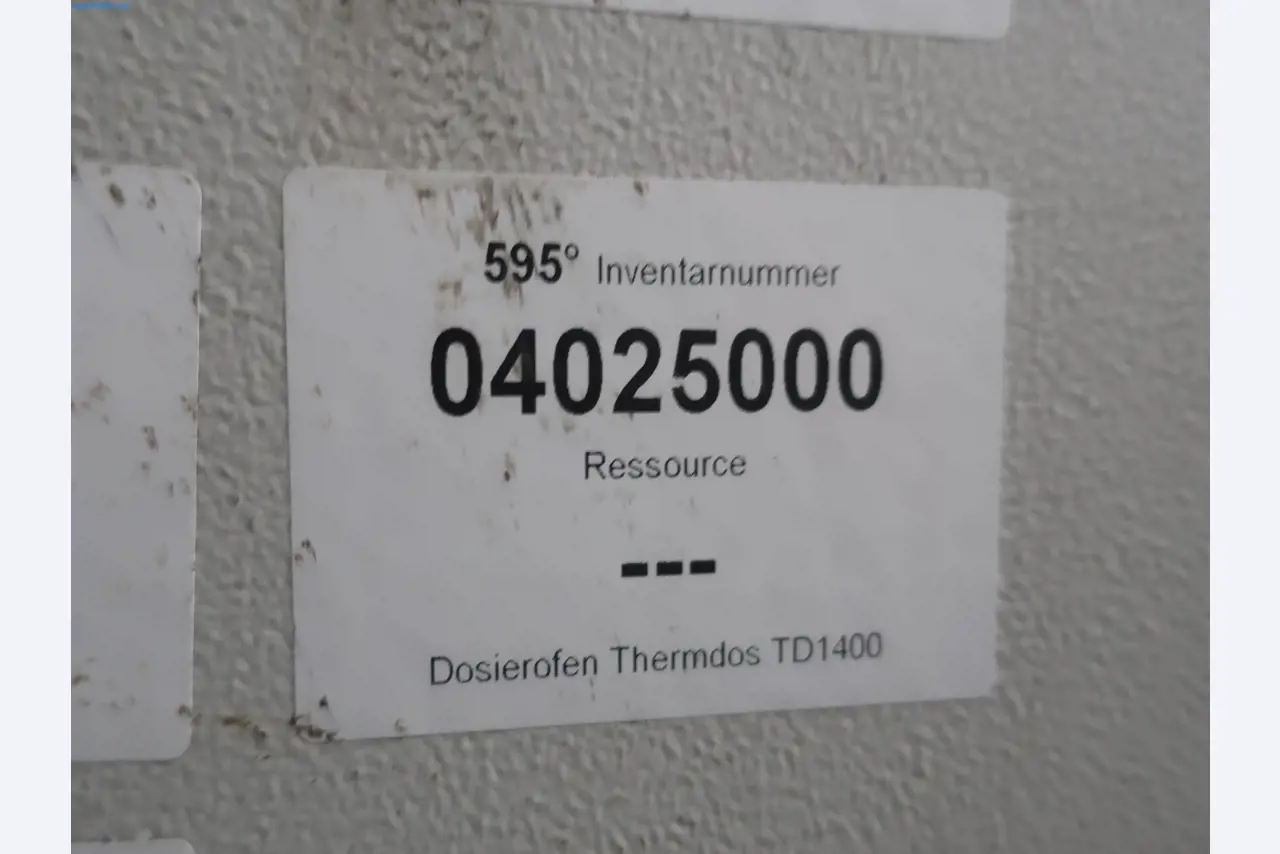 595° Inventarnummer
04025000
Ressource
---
Dosierofen Thermdos TD1400